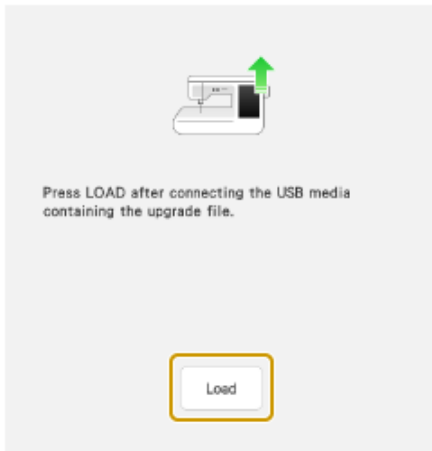 Press LOAD after connecting the USB media
containing the upgrade file.
Load